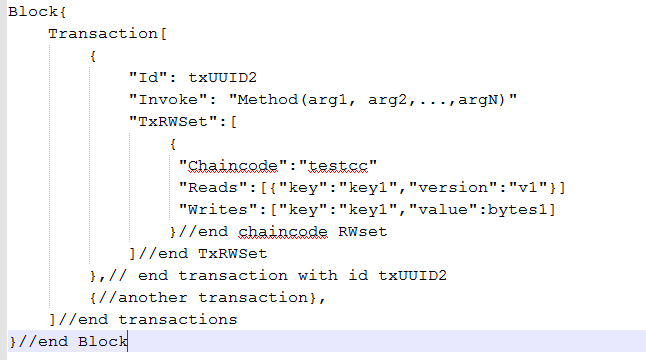 Block{
Transaction[
{
"Id": txUUID2
"Invoke": "Method(arg1, arg2,...,argN)"
"TxRWSet":[
{
"Chaincode":"testcc"
"Reads":[{"key":"key1","version":"v1"}]
"Writes":["key":"key1","value":bytes1]
}//end chaincode RWset
]//end TxRWSet
},// end transaction with id txUUID2
{//another transaction},
]//end transactions
}//end Block